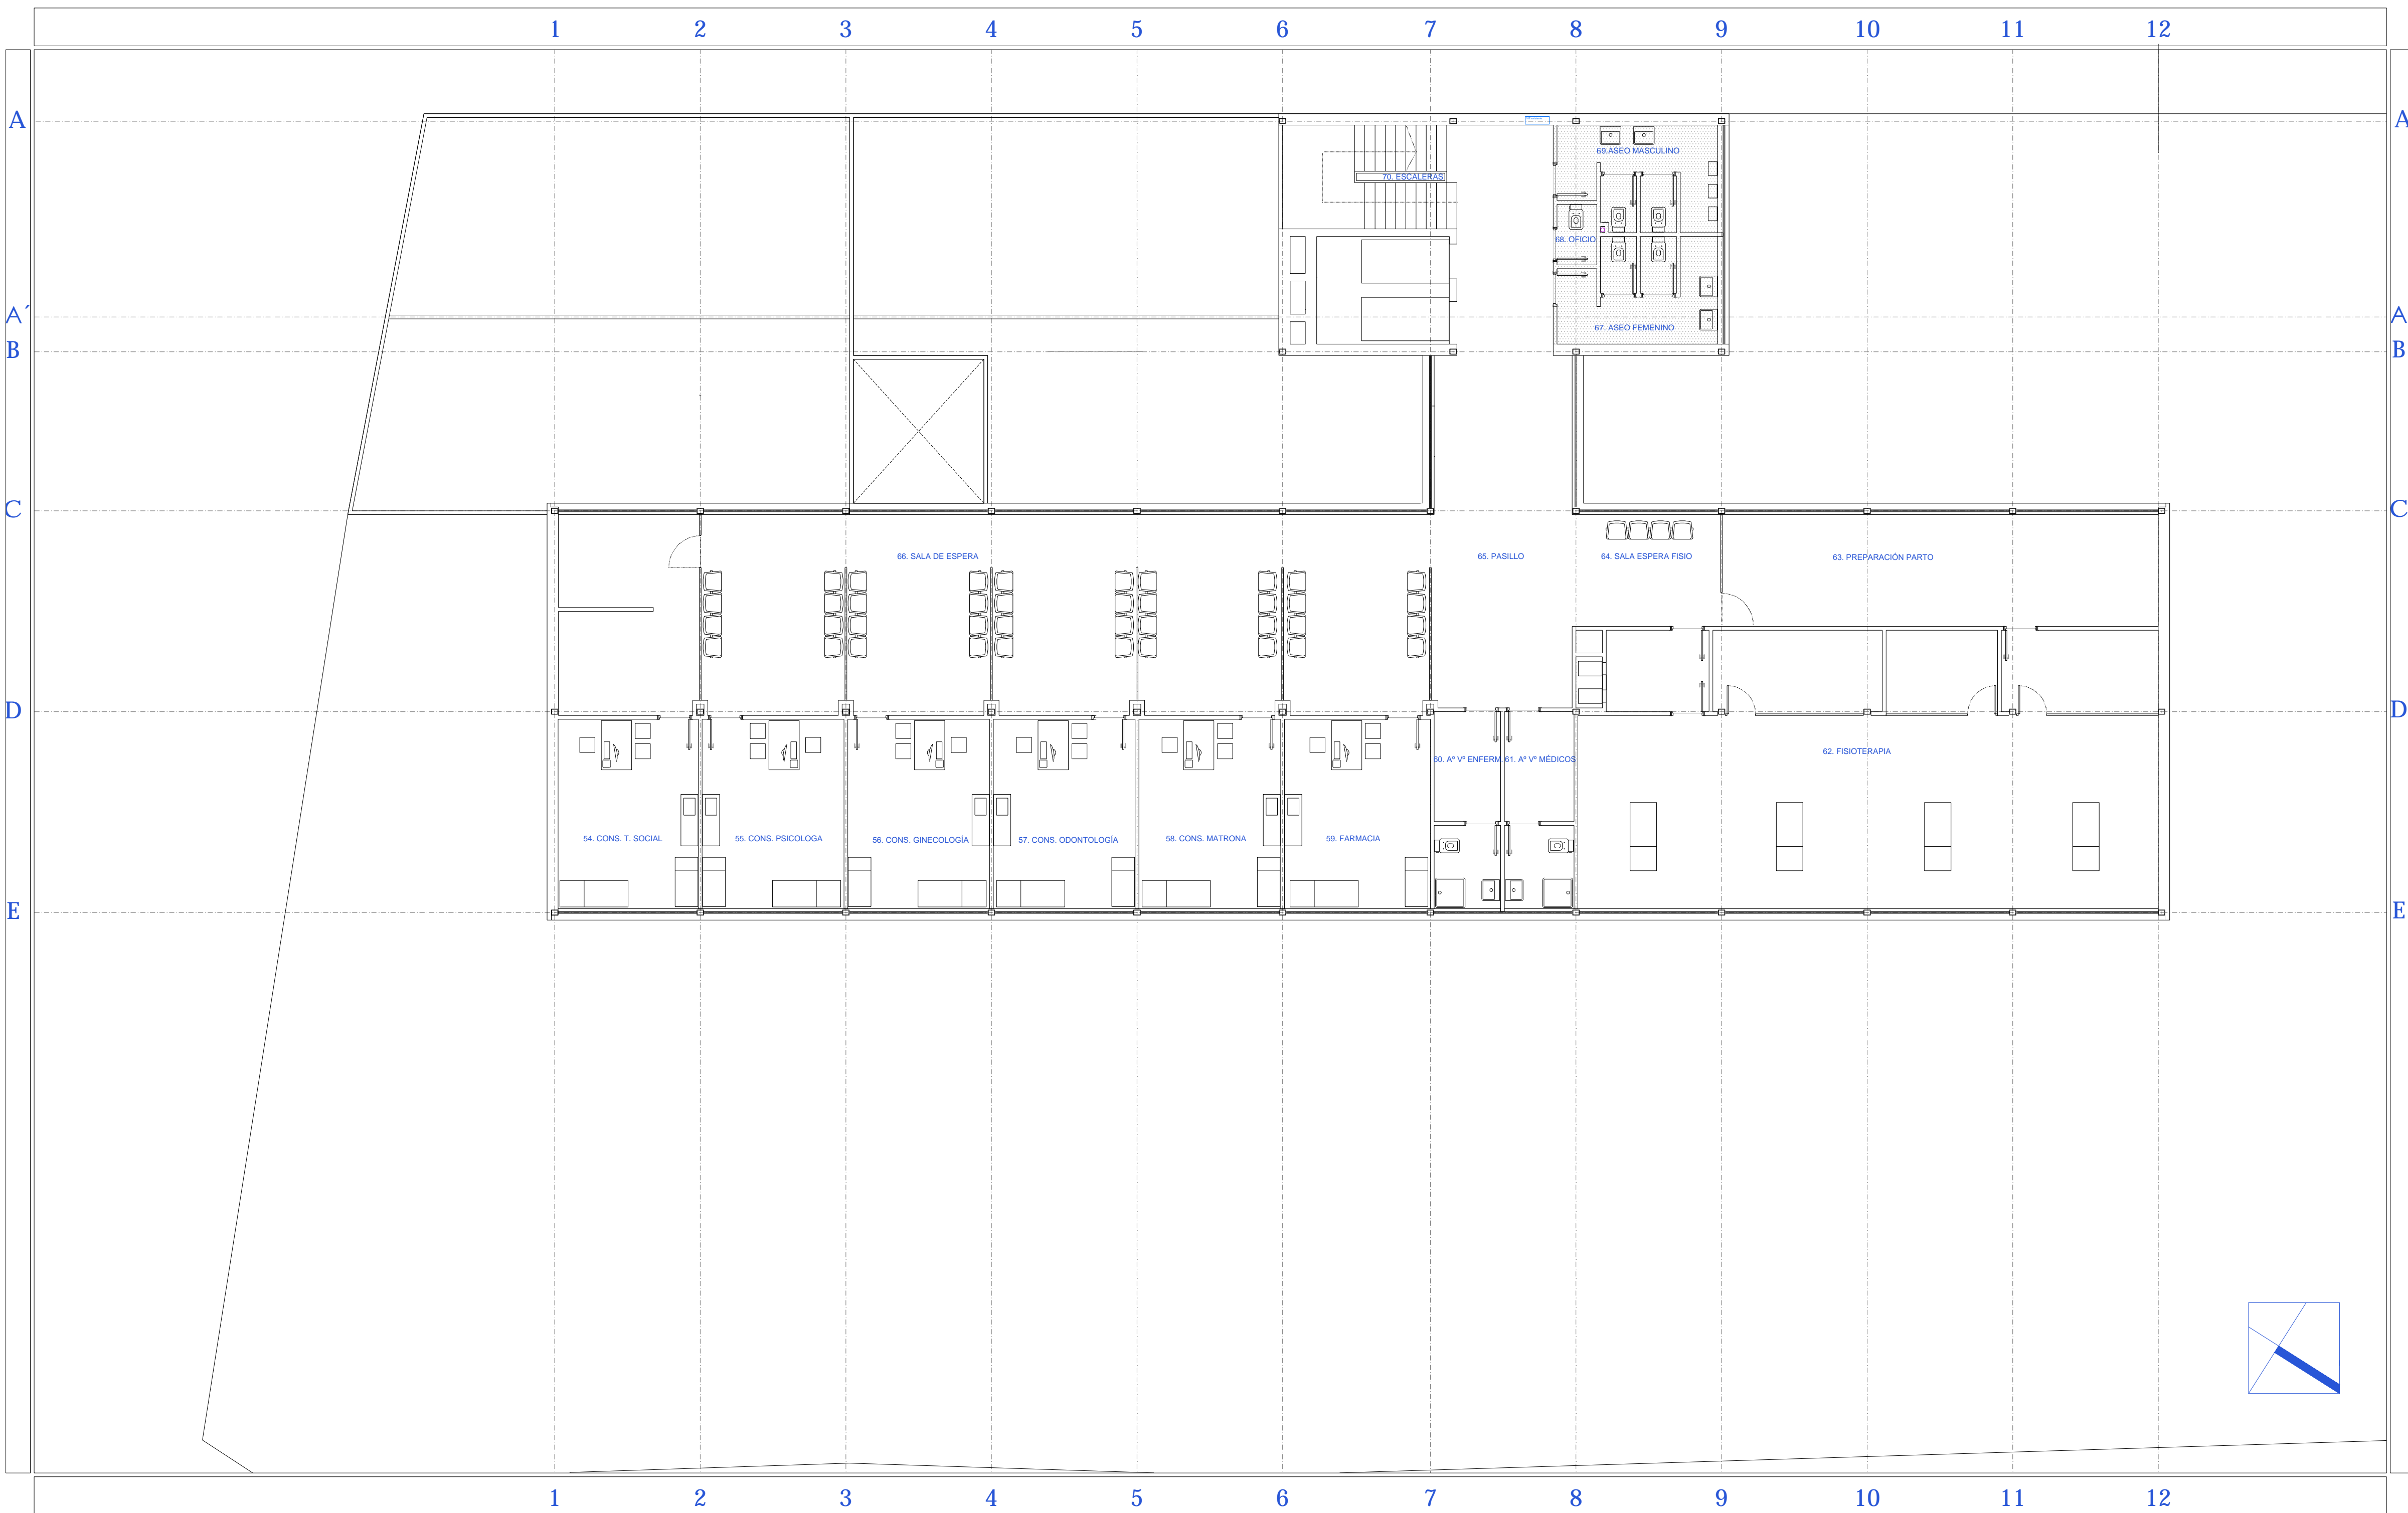 1 2 3 4 5 6 7 8 9 10 11 12
A A
69.ASEO MASCULINO
70. ESCALERAS
68. OFICIO
A´ A
67. ASEO FEMENINO
B B
C C
66. SALA DE ESPERA 65. PASILLO 64. SALA ESPERA FISIO 63. PREPARACIÓN PARTO
D D
62. FISIOTERAPIA
60. Aº Vº ENFERM. 61. Aº Vº MÉDICOS
54. CONS. T. SOCIAL 55. CONS. PSICOLOGA 56. CONS. GINECOLOGÍA 57. CONS. ODONTOLOGÍA 58. CONS. MATRONA 59. FARMACIA
E E
1 2 3 4 5 6 7 8 9 10 11 12